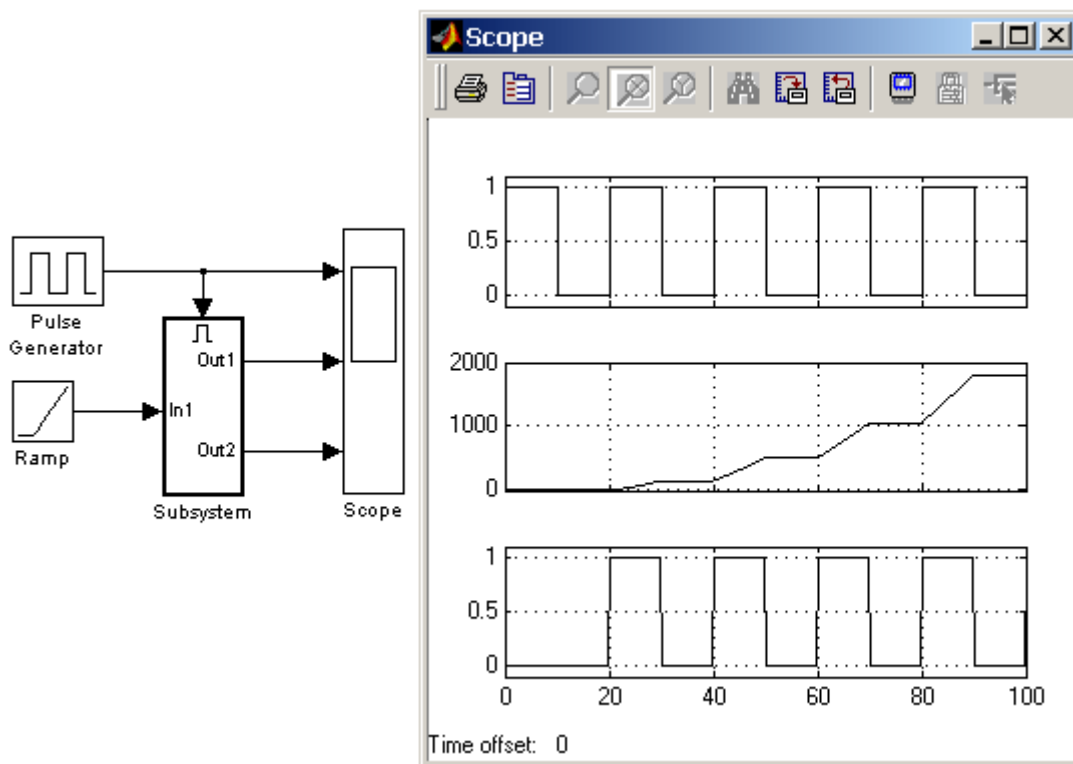 Scope
Pulse
Generator
Ramp
In1
Out1
Out2
Subsystem
Scope
1
0.5
0
2000
1000
0
1
0.5
0
0 20 40 60 80 100
Time offset: 0